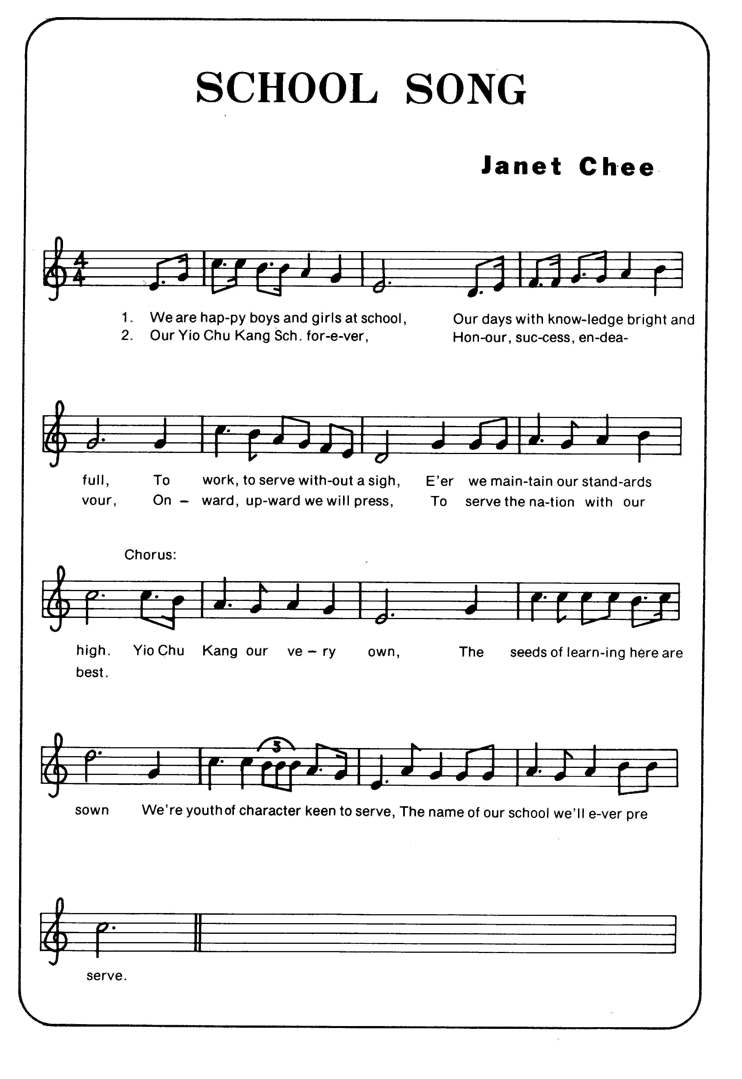 SCHOOL SONG
Janet Chee
4
4
1. We are hap-py boys and girls at school, Our days with know-ledge bright and
2. Our Yio Chu Kang Sch. for-e-ver, Hon-our, suc-cess, en-dea-
full, To work, to serve with-out a sigh, E'er we main-tain our stand-ards
vour, On – ward, up-ward we will press, To serve the na-tion with our
Chorus:
high. Yio Chu Kang our ve – ry own, The seeds of learn-ing here are
best.
3
sown We're youth of character keen to serve, The name of our school we'll e-ver pre
serve.